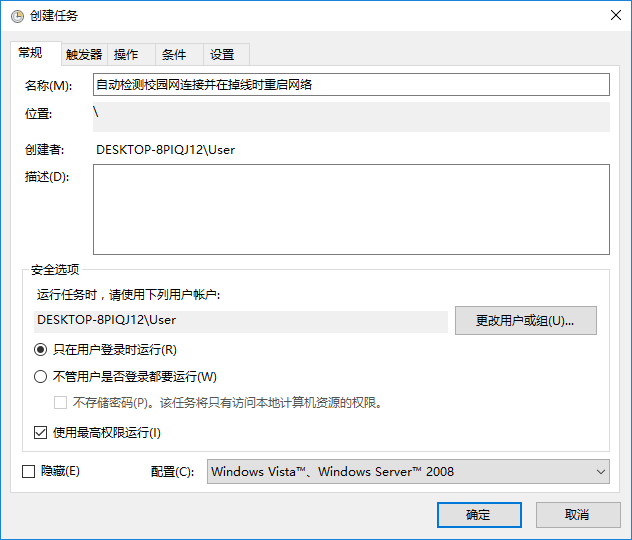 创建任务
常规 触发器 操作 条件 设置
名称(M): 自动检测校园网连接并在掉线时重启网络
位置: \
创建者: DESKTOP-8PIQJ12\User
描述(D):
安全选项
运行任务时，请使用下列用户帐户:
DESKTOP-8PIQJ12\User 更改用户或组(U)...
只在用户登录时运行(R)
不管用户是否登录都要运行(W)
不存储密码(P)。该任务将只有访问本地计算机资源的权限。
使用最高权限运行(I)
隐藏(E) 配置(C): Windows Vista™、Windows Server™ 2008
确定 取消